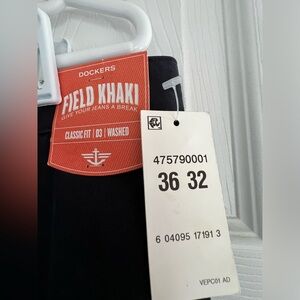 DOCKERS
FIELD KHAKI
GIVE YOUR JEANS A BREAK
CLASSIC FIT | D3 | WASHED
475790001
36 32
6 04095 17191 3
VEPC01 AD